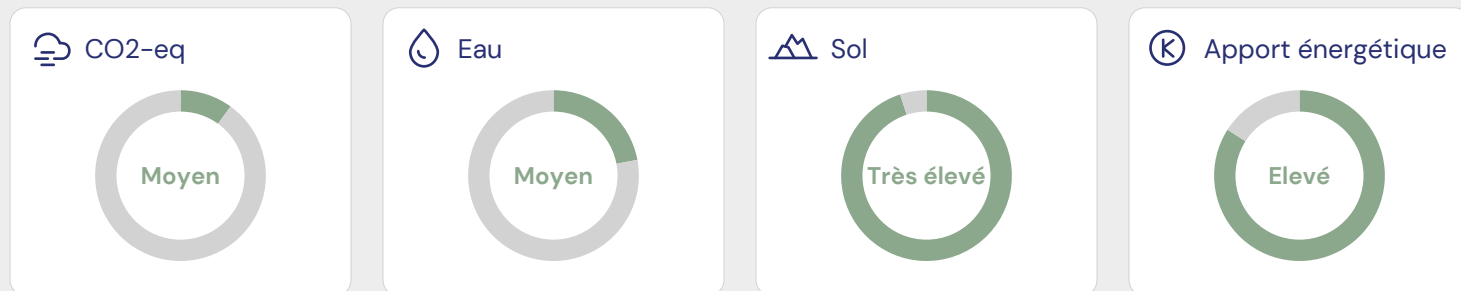 CO2-eq
Moyen
Eau
Moyen
Sol
Très élevé
Apport énergétique
Elevé